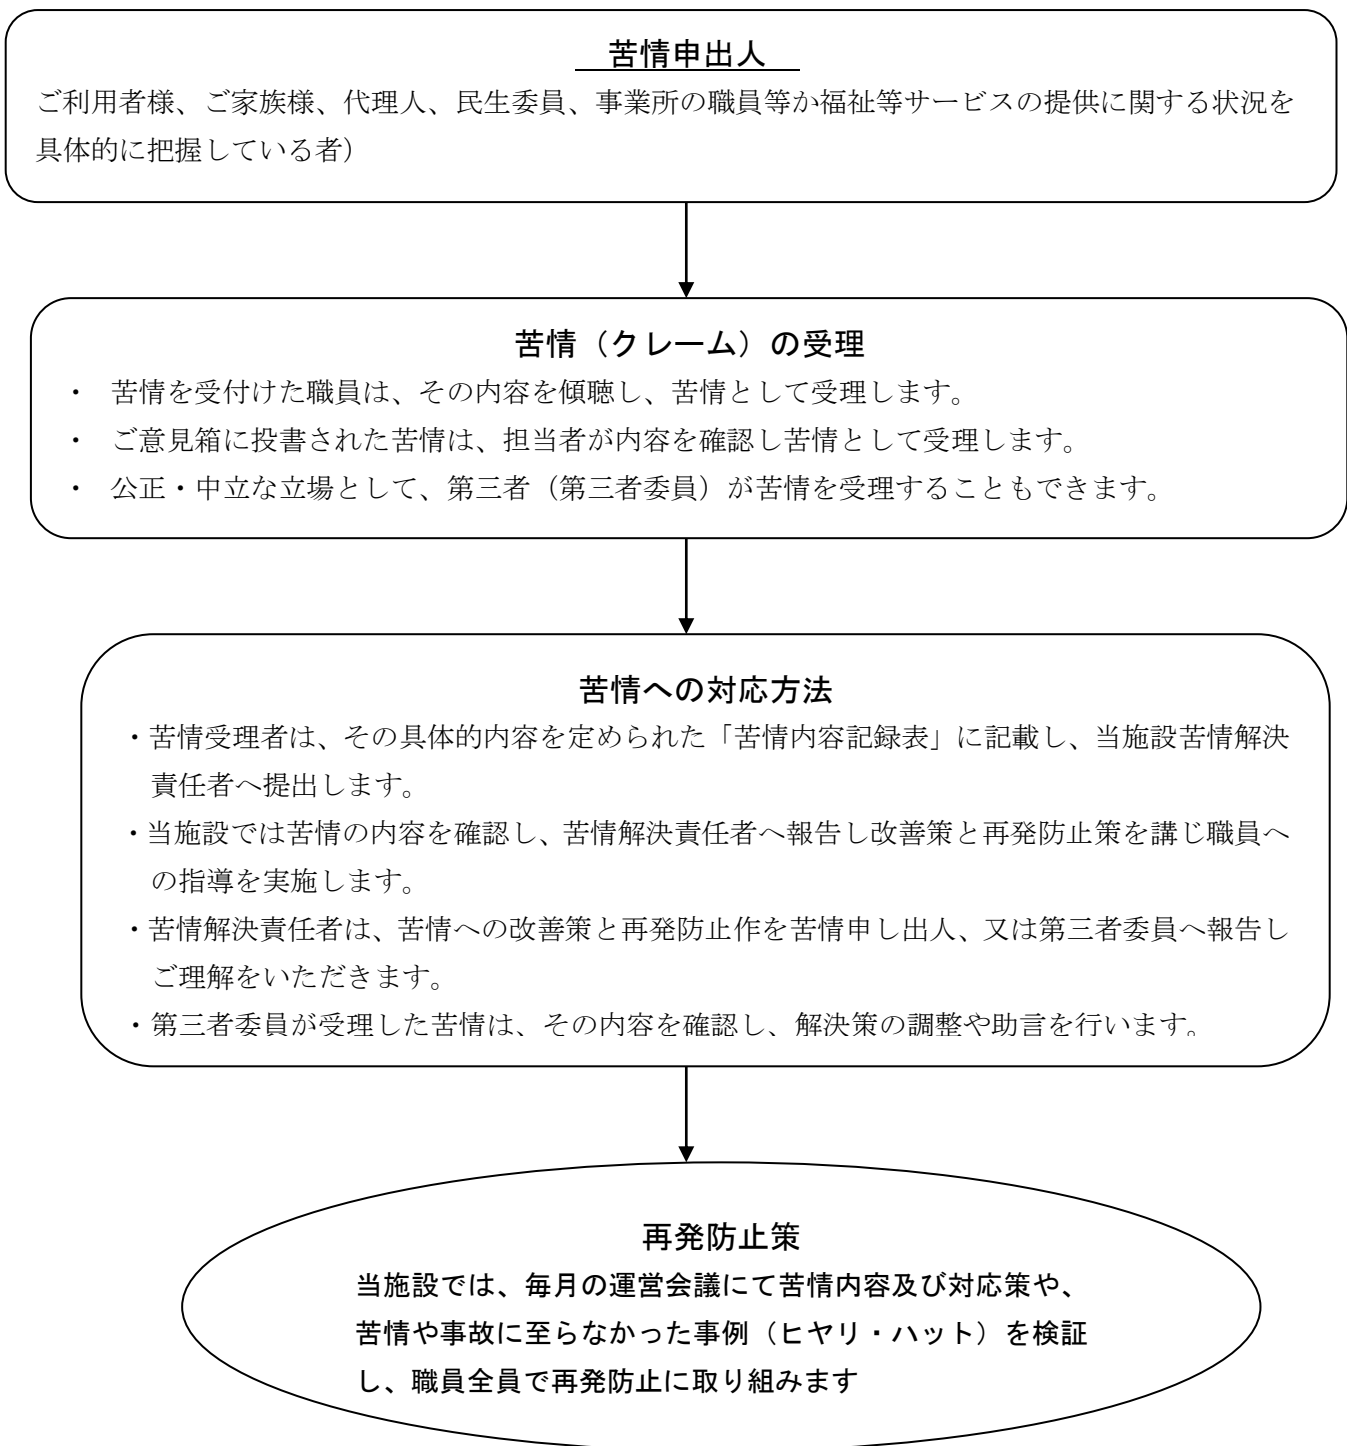 苦情申出人
ご利用者様、ご家族様、代理人、民生委員、事業所の職員等か福祉等サービスの提供に関する状況を
具体的に把握している者）
苦情（クレーム）の受理
・ 苦情を受付けた職員は、その内容を傾聴し、苦情として受理します。
・ ご意見箱に投書された苦情は、担当者が内容を確認し苦情として受理します。
・ 公正・中立な立場として、第三者（第三者委員）が苦情を受理することもできます。
苦情への対応方法
・苦情受理者は、その具体的内容を定められた「苦情内容記録表」に記載し、当施設苦情解決
責任者へ提出します。
・当施設では苦情の内容を確認し、苦情解決責任者へ報告し改善策と再発防止策を講じ職員へ
の指導を実施します。
・苦情解決責任者は、苦情への改善策と再発防止作を苦情申し出人、又は第三者委員へ報告し
ご理解をいただきます。
・第三者委員が受理した苦情は、その内容を確認し、解決策の調整や助言を行います。
再発防止策
当施設では、毎月の運営会議にて苦情内容及び対応策や、
苦情や事故に至らなかった事例（ヒヤリ・ハット）を検証
し、職員全員で再発防止に取り組みます